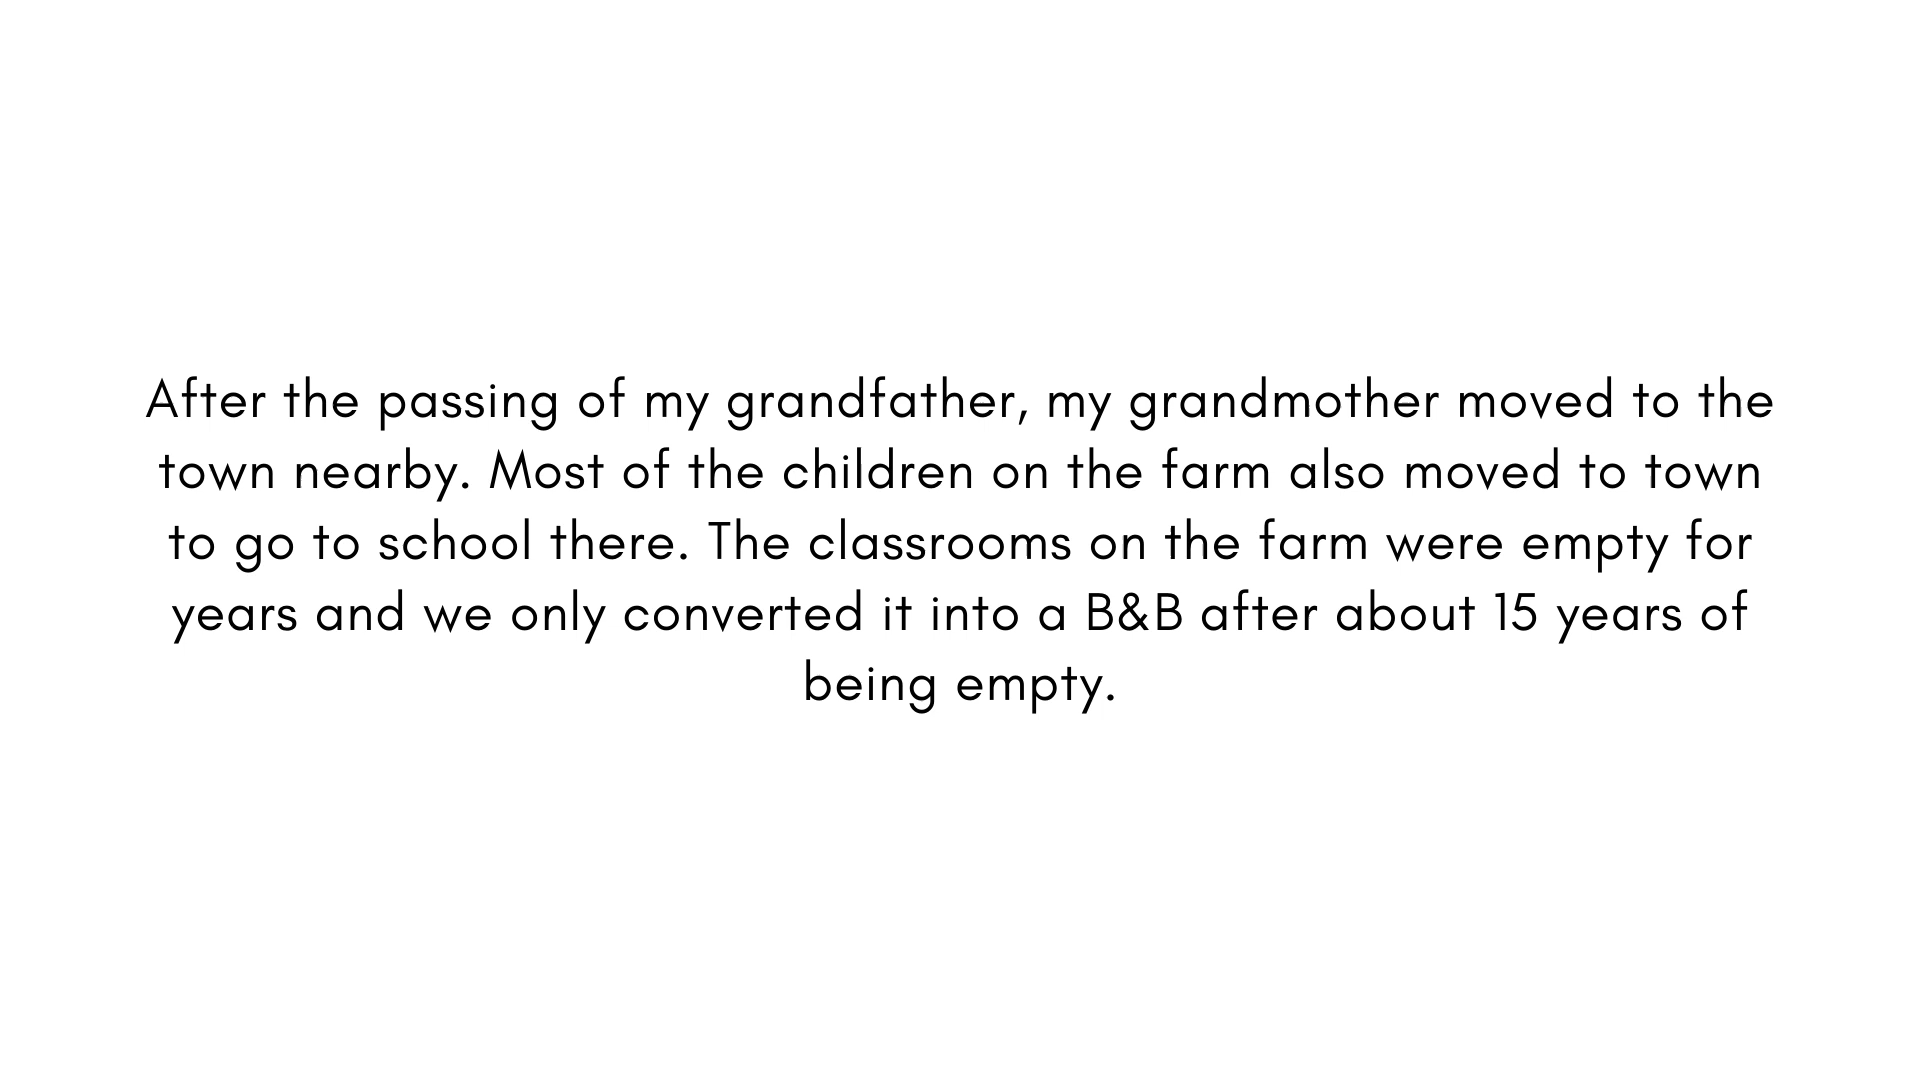 After the passing of my grandfather, my grandmother moved to the
town nearby. Most of the children on the farm also moved to town
to go to school there. The classrooms on the farm were empty for
years and we only converted it into a B&B after about 15 years of
being empty.